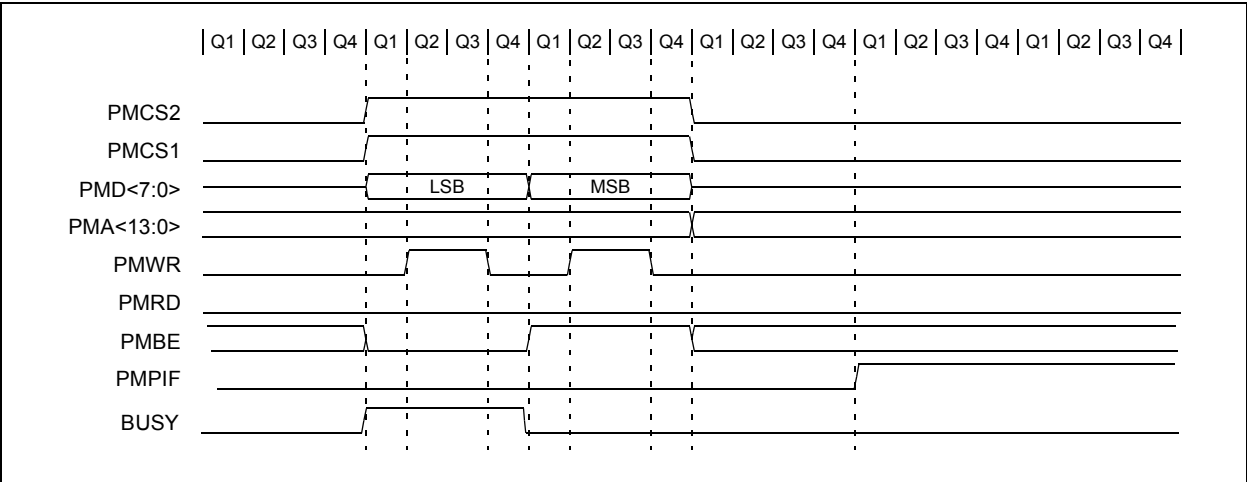 Q1 Q2 Q3 Q4 Q1 Q2 Q3 Q4 Q1 Q2 Q3 Q4 Q1 Q2 Q3 Q4 Q1 Q2 Q3 Q4 Q1 Q2 Q3 Q4
PMCS2
PMCS1
PMD<7:0> LSB MSB
PMA<13:0>
PMWR
PMRD
PMBE
PMPIF
BUSY